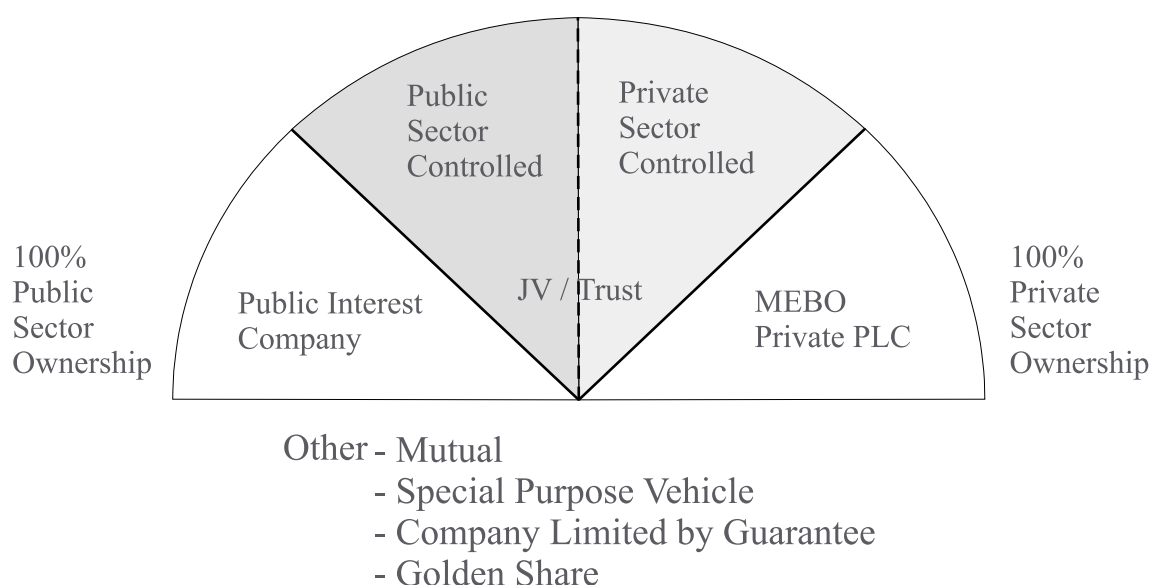 Public
Sector
Controlled
Private
Sector
Controlled
100%
Public
Sector
Ownership
Public Interest
Company
JV / Trust
MEBO
Private PLC
100%
Private
Sector
Ownership
Other - Mutual
- Special Purpose Vehicle
- Company Limited by Guarantee
- Golden Share